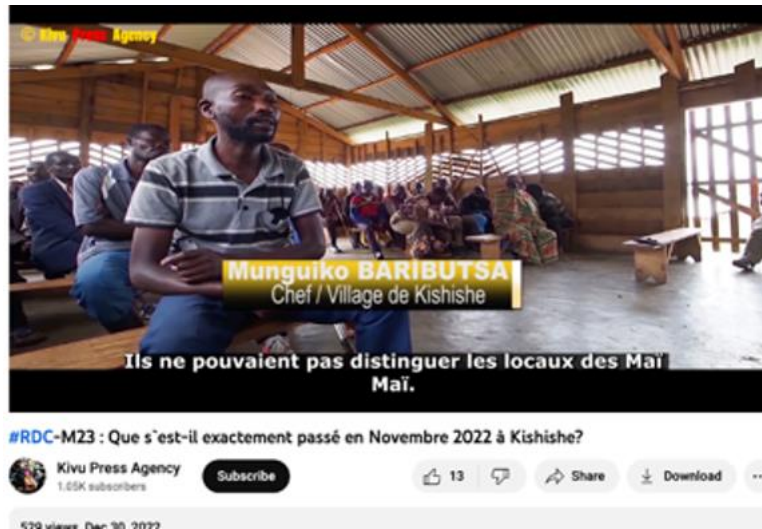 © Kivu Press Agency
Munguiko BARIBUTSA
Chef / Village de Kishishe
Ils ne pouvaient pas distinguer les locaux des Maï
Maï.
#RDC-M23 : Que s`est-il exactement passé en Novembre 2022 à Kishishe?
Kivu Press Agency
1.05K subscribers
Subscribe
13
Share
Download
529 views Dec 30, 2022